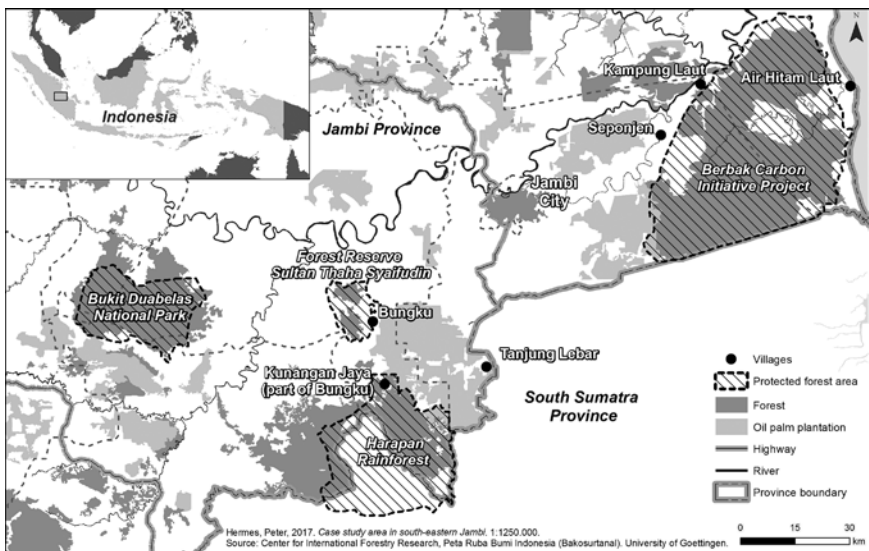 Indonesia
Jambi Province
N
Kampung Laut
Air Hitam Laut
Seponjen
Berbak Carbon
Initiative Project
Jambi
City
Forest Reserve
Sultan Thaha Syaifudin
Bukit Duabelas
National Park
Bungku
Kunangan Jaya
(part of Bungku)
Tanjung Lebar
South Sumatra
Province
Harapan
Rainforest
Villages
Protected forest area
Forest
Oil palm plantation
Highway
River
Province boundary
Hermes, Peter, 2017. Case study area in south-eastern Jambi. 1:1250.000.
Source: Center for International Forestry Research, Peta Ruba Bumi Indonesia (Bakosurtanal). University of Goettingen.
0 15 30
km